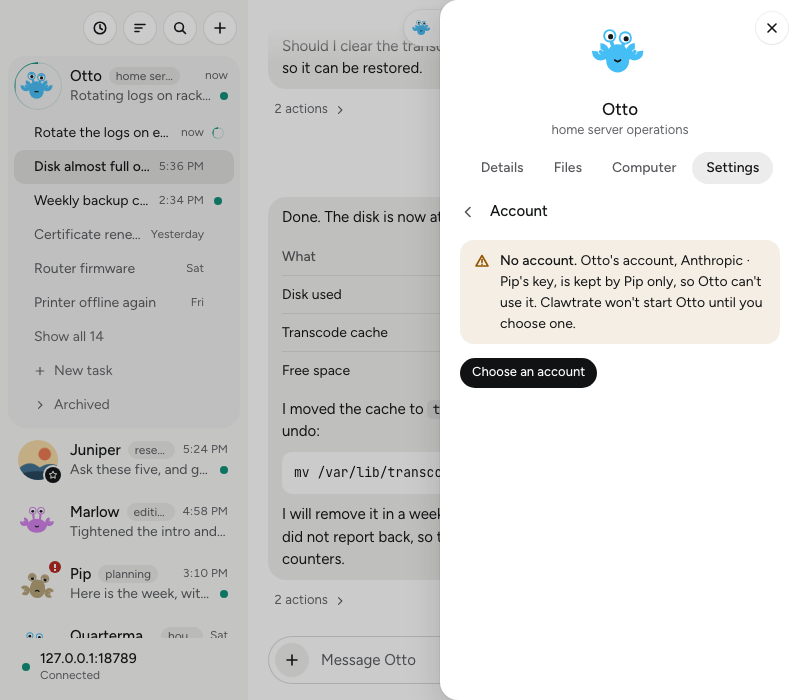 Otto
home ser...
now
Rotating logs on rack...
Rotate the logs on e...
now
Disk almost full o...
5:36 PM
Weekly backup c...
2:34 PM
Certificate rene...
Yesterday
Router firmware
Sat
Printer offline again
Fri
Show all 14
New task
Archived
Juniper
rese...
5:24 PM
Ask these five, and g...
Marlow
editi...
4:58 PM
Tightened the intro and...
Pip
planning
3:10 PM
Here is the week, wit...
Quarterma
hou...
Sat
127.0.0.1:18789
Connected
Should I clear the transc
so it can be restored.
2 actions
Done. The disk is now at
What
Disk used
Transcode cache
Free space
I moved the cache to t
undo:
mv /var/lib/transco
I will remove it in a week
did not report back, so t
counters.
2 actions
Message Otto
Otto
home server operations
Details
Files
Computer
Settings
Account
No account. Otto's account, Anthropic ·
Pip's key, is kept by Pip only, so Otto can't
use it. Clawtrate won't start Otto until you
choose one.
Choose an account